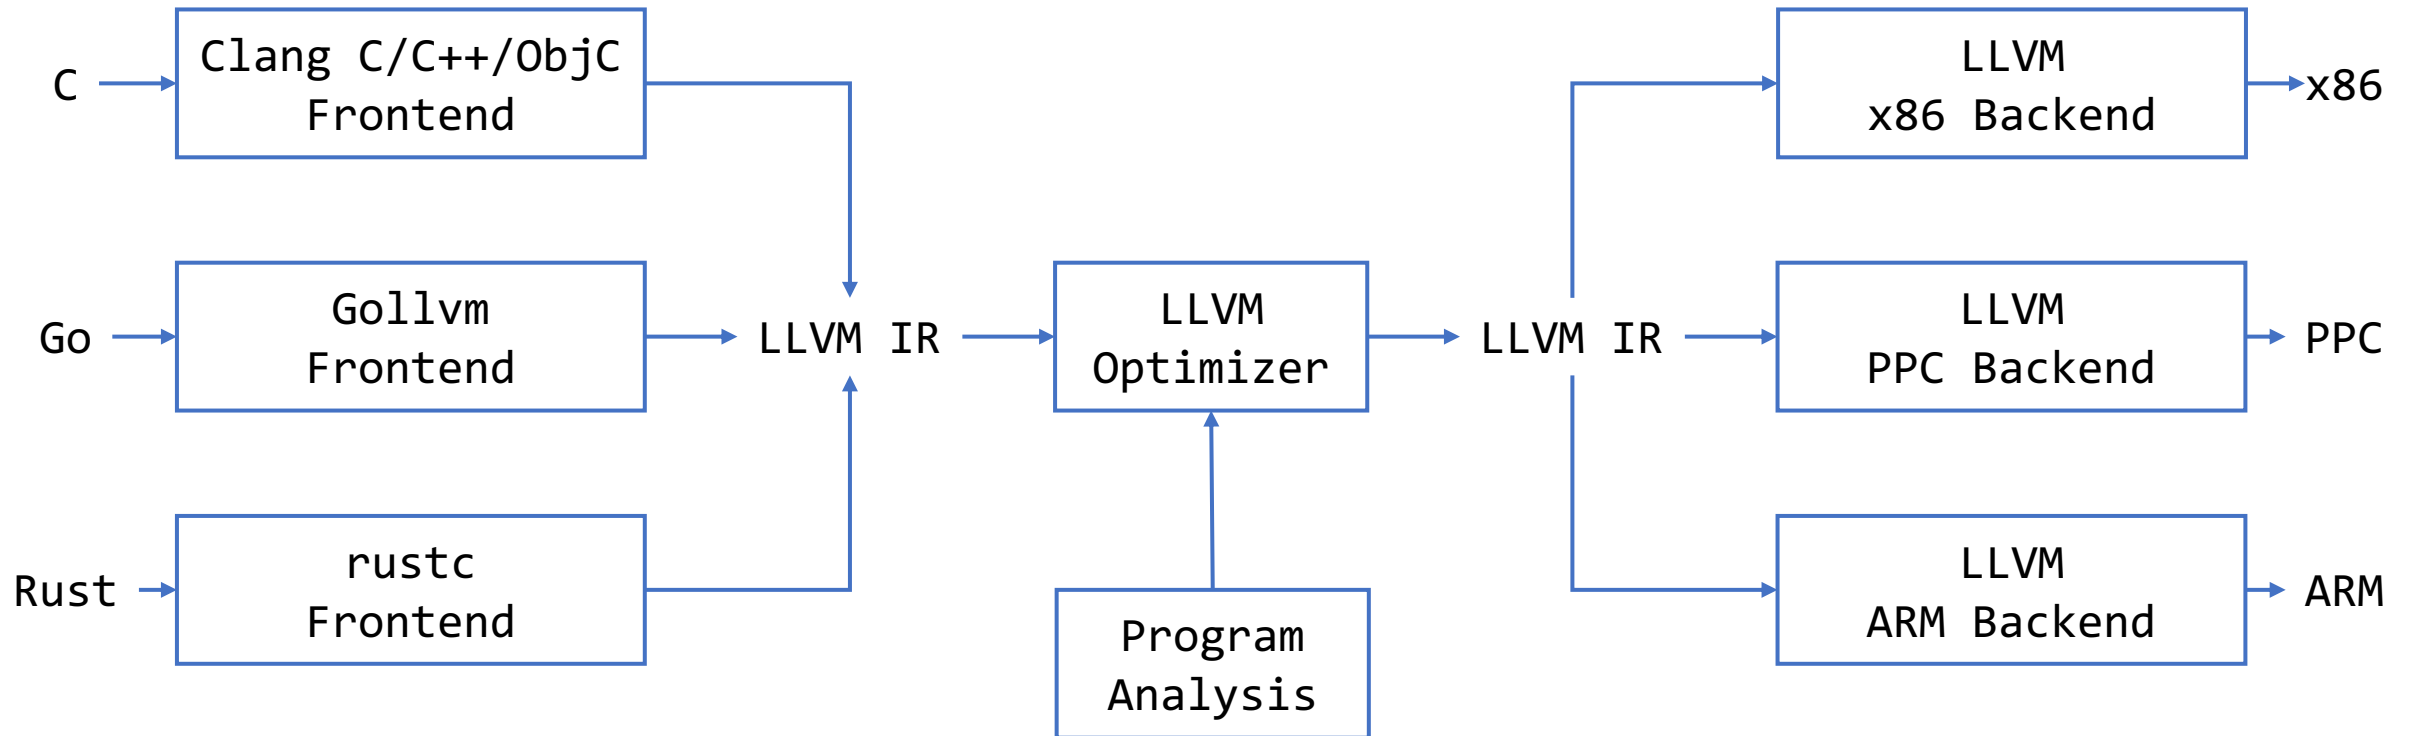 C
Clang C/C++/ObjC
Frontend
Go
Gollvm
Frontend
Rust
rustc
Frontend
LLVM IR
LLVM
Optimizer
Program
Analysis
LLVM IR
LLVM
x86 Backend
x86
LLVM
PPC Backend
PPC
LLVM
ARM Backend
ARM